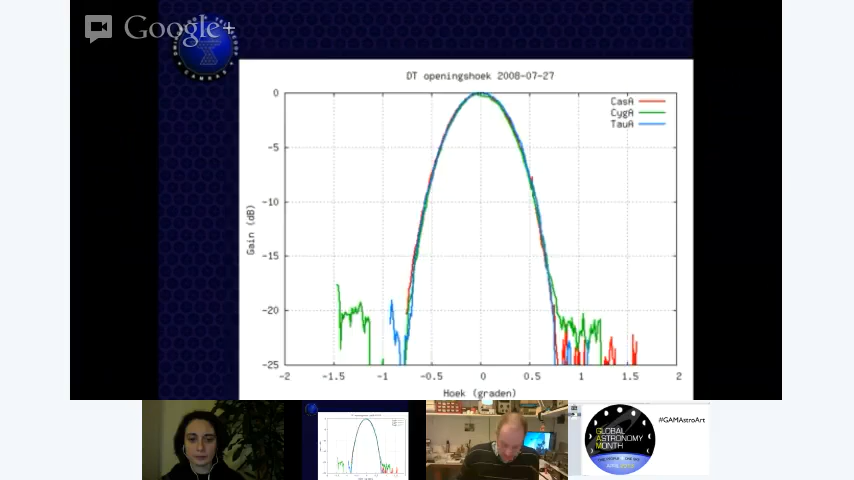 Google+
DT openingshoek 2008-07-27
CasA
CygA
TauA
Gain (dB)
0
-5
-10
-15
-20
-25
-2
-1.5
-1
-0.5
0
0.5
1
1.5
2
Hoek (graden)
GLOBAL
ASTRONOMY
MONTH
#GAMAstroArt